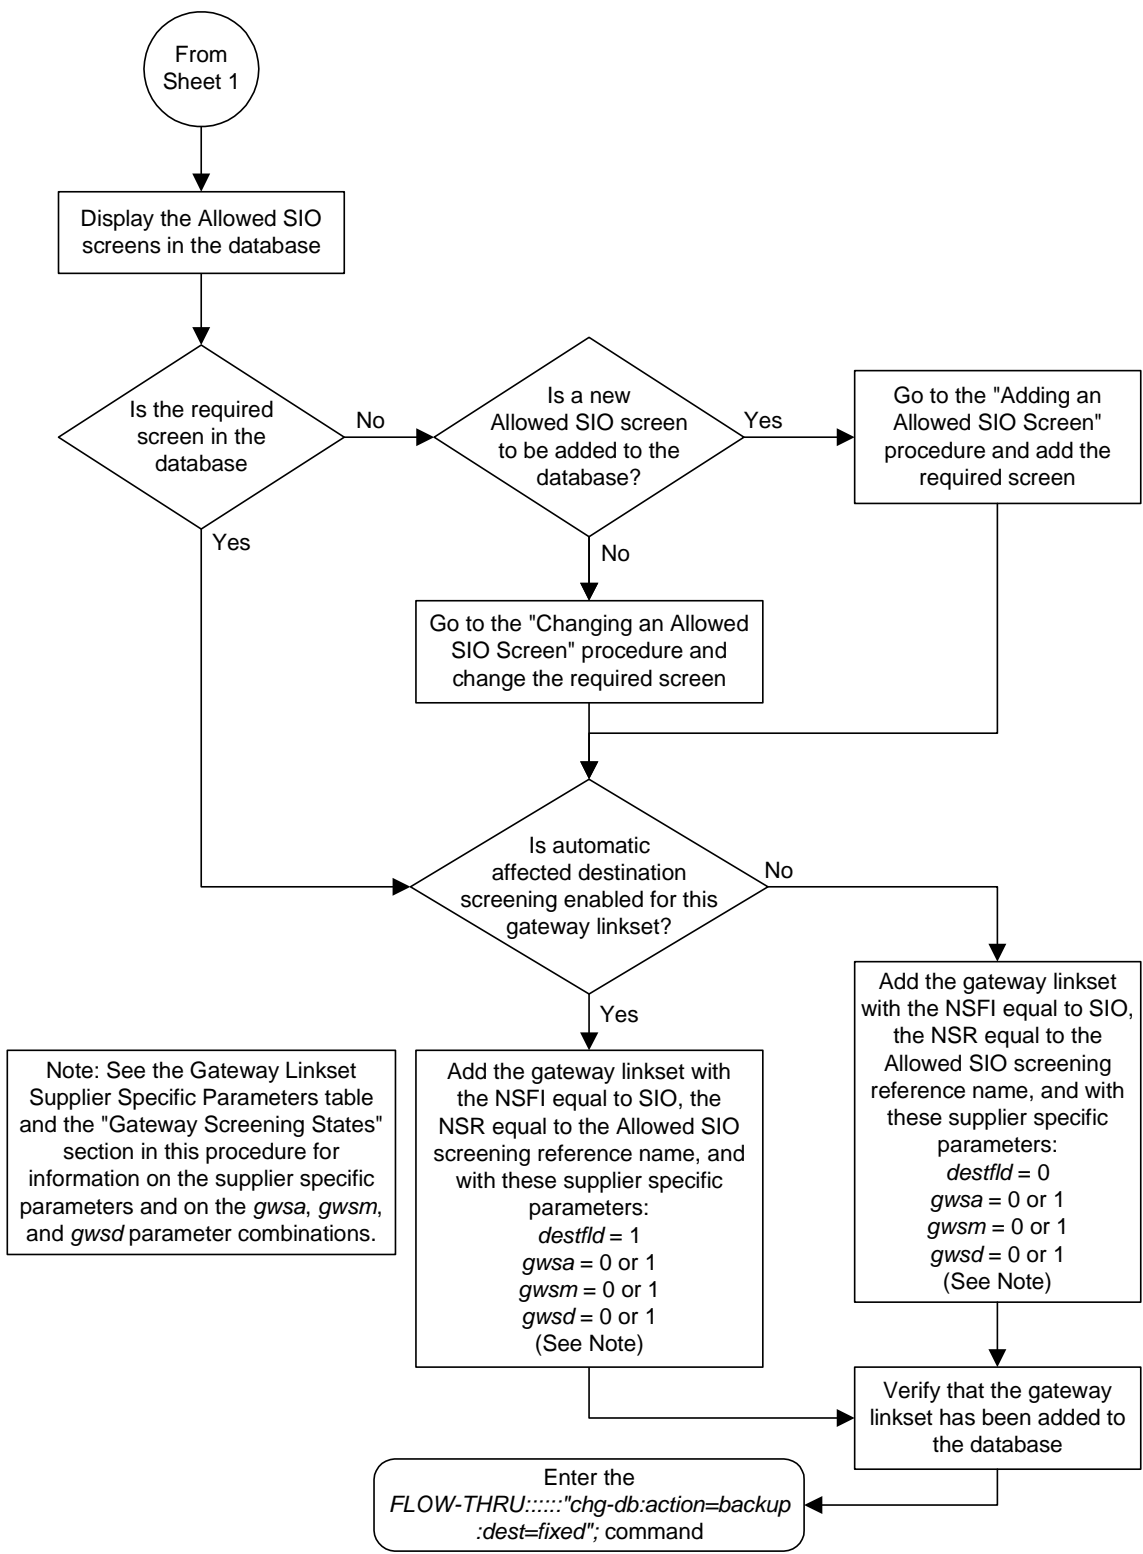 From
Sheet 1
Display the Allowed SIO
screens in the database
Is the required
screen in the
database
No
Yes
Is a new
Allowed SIO screen
to be added to the
database?
Yes
No
Go to the "Adding an
Allowed SIO Screen"
procedure and add the
required screen
Go to the "Changing an Allowed
SIO Screen" procedure and
change the required screen
Is automatic
affected destination
screening enabled for this
gateway linkset?
No
Yes
Add the gateway linkset
with the NSFI equal to SIO,
the NSR equal to the
Allowed SIO screening
reference name, and with
these supplier specific
parameters:
destfld = 0
gwsa = 0 or 1
gwsm = 0 or 1
gwsd = 0 or 1
(See Note)
Note: See the Gateway Linkset
Supplier Specific Parameters table
and the "Gateway Screening States"
section in this procedure for
information on the supplier specific
parameters and on the gwsa, gwsm,
and gwsd parameter combinations.
Add the gateway linkset with
the NSFI equal to SIO, the
NSR equal to the Allowed SIO
screening reference name, and
with these supplier specific
parameters:
destfld = 1
gwsa = 0 or 1
gwsm = 0 or 1
gwsd = 0 or 1
(See Note)
Verify that the gateway
linkset has been added to
the database
Enter the
FLOW-THRU::::::"chg-db:action=backup
:dest=fixed"; command